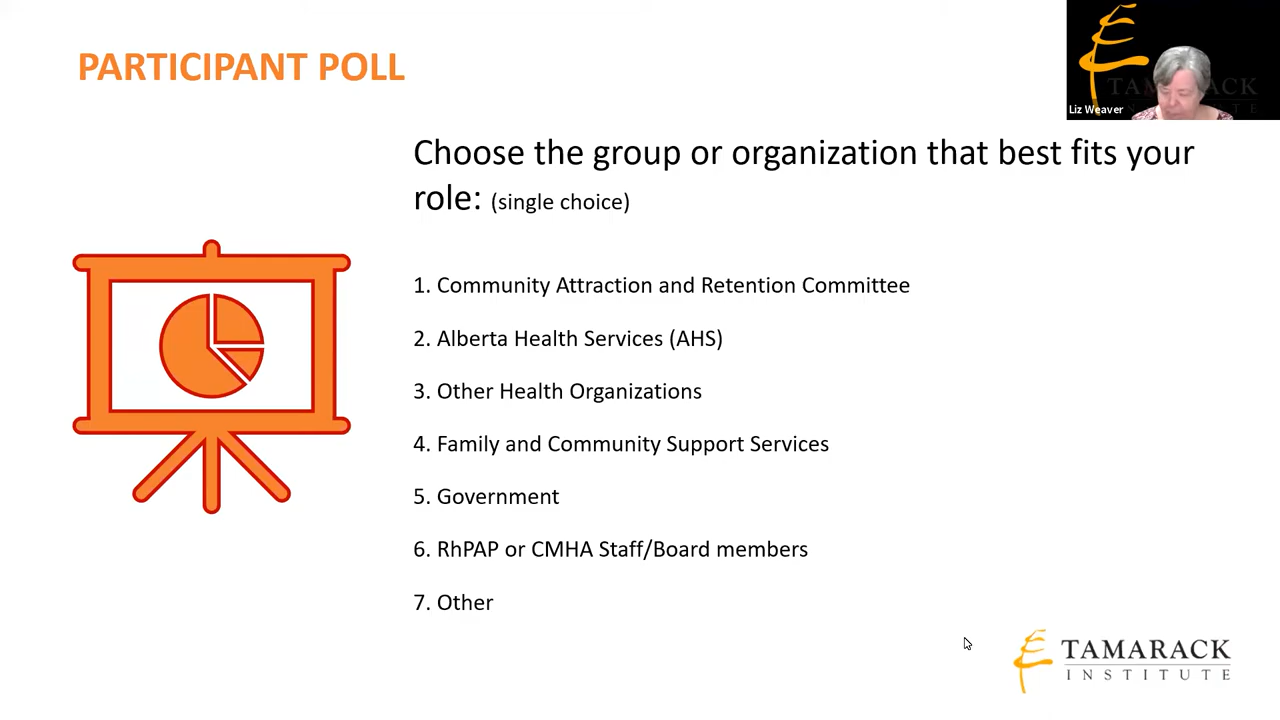 PARTICIPANT POLL
TAMARACK
INSTITUTE
Liz Weaver
Choose the group or organization that best fits your
role: (single choice)
1. Community Attraction and Retention Committee
2. Alberta Health Services (AHS)
3. Other Health Organizations
4. Family and Community Support Services
5. Government
6. RhPAP or CMHA Staff/Board members
7. Other
TAMARACK
INSTITUTE